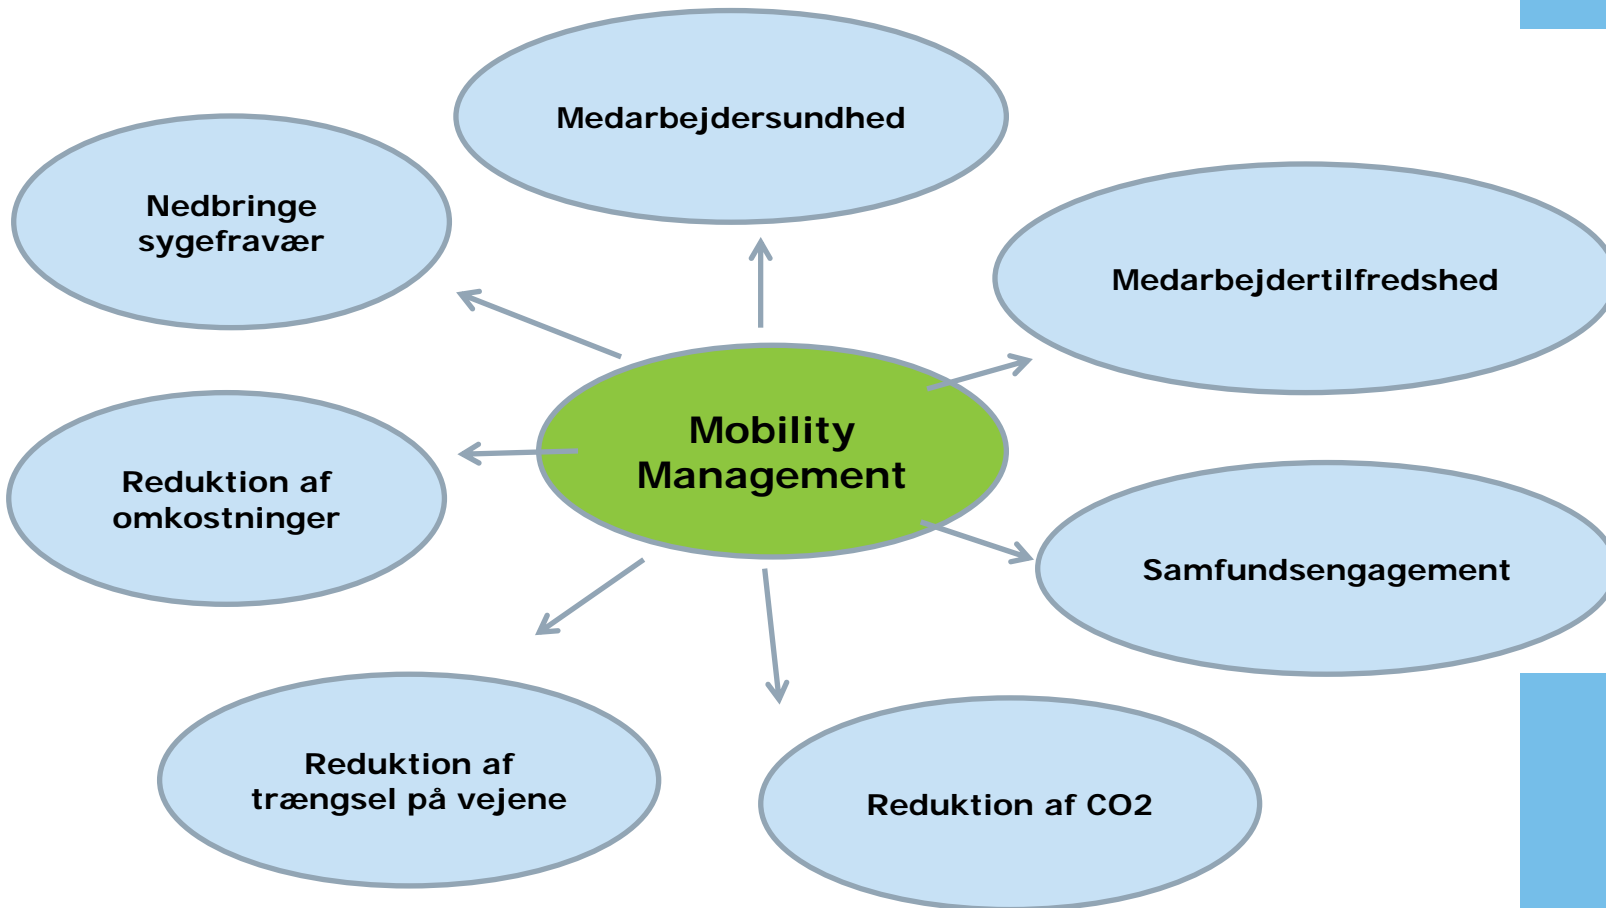 Medarbejdersundhed
Nedbringe
sygefravær
Medarbejdertilfredshed
Mobility
Management
Reduktion af
omkostninger
Samfundsengagement
Reduktion af
trængsel på vejene
Reduktion af CO2